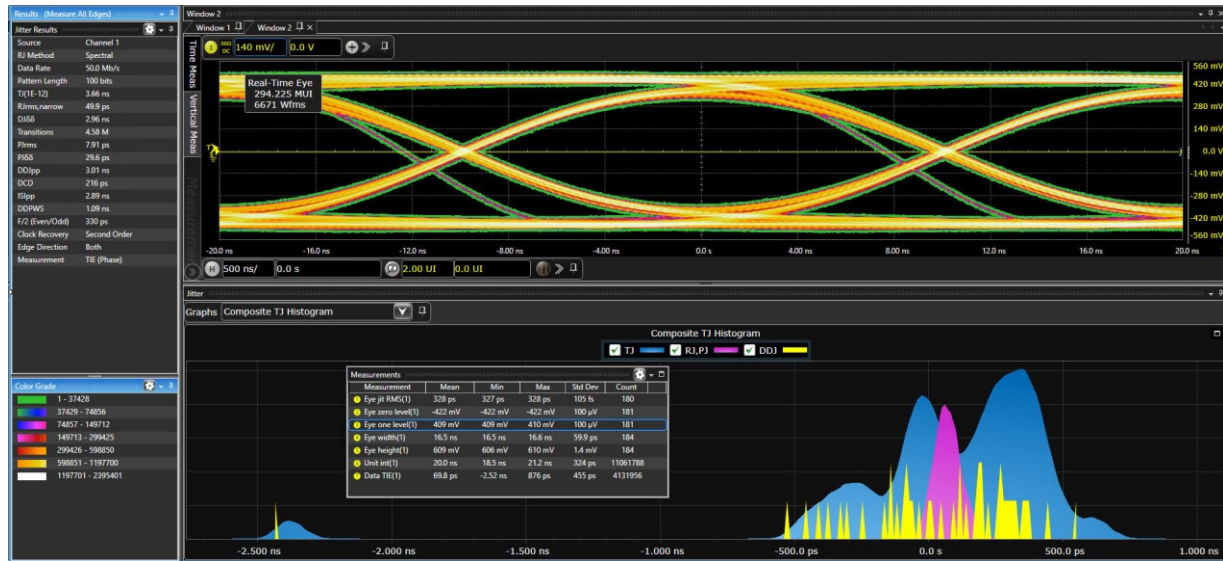 Results (Measure All Edges)
Jitter Results
Source Channel 1
RJ Method Spectral
Data Rate 50.0 Mb/s
Pattern Length 100 bits
TJ(1E-12) 3.66 ns
RJrms,narrow 49.9 ps
DJδδ 2.96 ns
Transitions 4.58 M
PJrms 7.91 ps
PJδδ 29.6 ps
DDJpp 3.01 ns
DCD 216 ps
ISIpp 2.89 ns
DDPWS 1.09 ns
F/2 (Even/Odd) 330 ps
Clock Recovery Second Order
Edge Direction Both
Measurement TIE (Phase)
Color Grade
1 - 37428
37429 - 74856
74857 - 149712
149713 - 299425
299426 - 598850
598851 - 1197700
1197701 - 2395401
Window 2
Window 1 Window 2
Time Meas
Vertical Meas
Measurements
1 50Ω DC 140 mV/ 0.0 V
Real-Time Eye
294.225 MUI
6671 Wfms
560 mV
420 mV
280 mV
140 mV
0.0 V
-140 mV
-280 mV
-420 mV
-560 mV
-20.0 ns -16.0 ns -12.0 ns -8.00 ns -4.00 ns 0.0 s 4.00 ns 8.00 ns 12.0 ns 16.0 ns 20.0 ns
H 500 ns/ 0.0 s 2.00 UI 0.0 UI
Jitter
Graphs Composite TJ Histogram
Composite TJ Histogram
TJ RJ,PJ DDJ
Measurements
Measurement Mean Min Max Std Dev Count
1 Eye jit RMS(1) 328 ps 327 ps 328 ps 105 fs 180
2 Eye zero level(1) -422 mV -422 mV -422 mV 100 µV 181
3 Eye one level(1) 409 mV 409 mV 410 mV 100 µV 181
4 Eye width(1) 16.5 ns 16.5 ns 16.6 ns 59.9 ps 184
5 Eye height(1) 609 mV 606 mV 610 mV 1.4 mV 184
6 Unit int(1) 20.0 ns 18.5 ns 21.2 ns 324 ps 11061788
7 Data TIE(1) 69.8 ps -2.52 ns 876 ps 455 ps 4131956
-2.500 ns -2.000 ns -1.500 ns -1.000 ns -500.0 ps 0.0 s 500.0 ps 1.000 ns